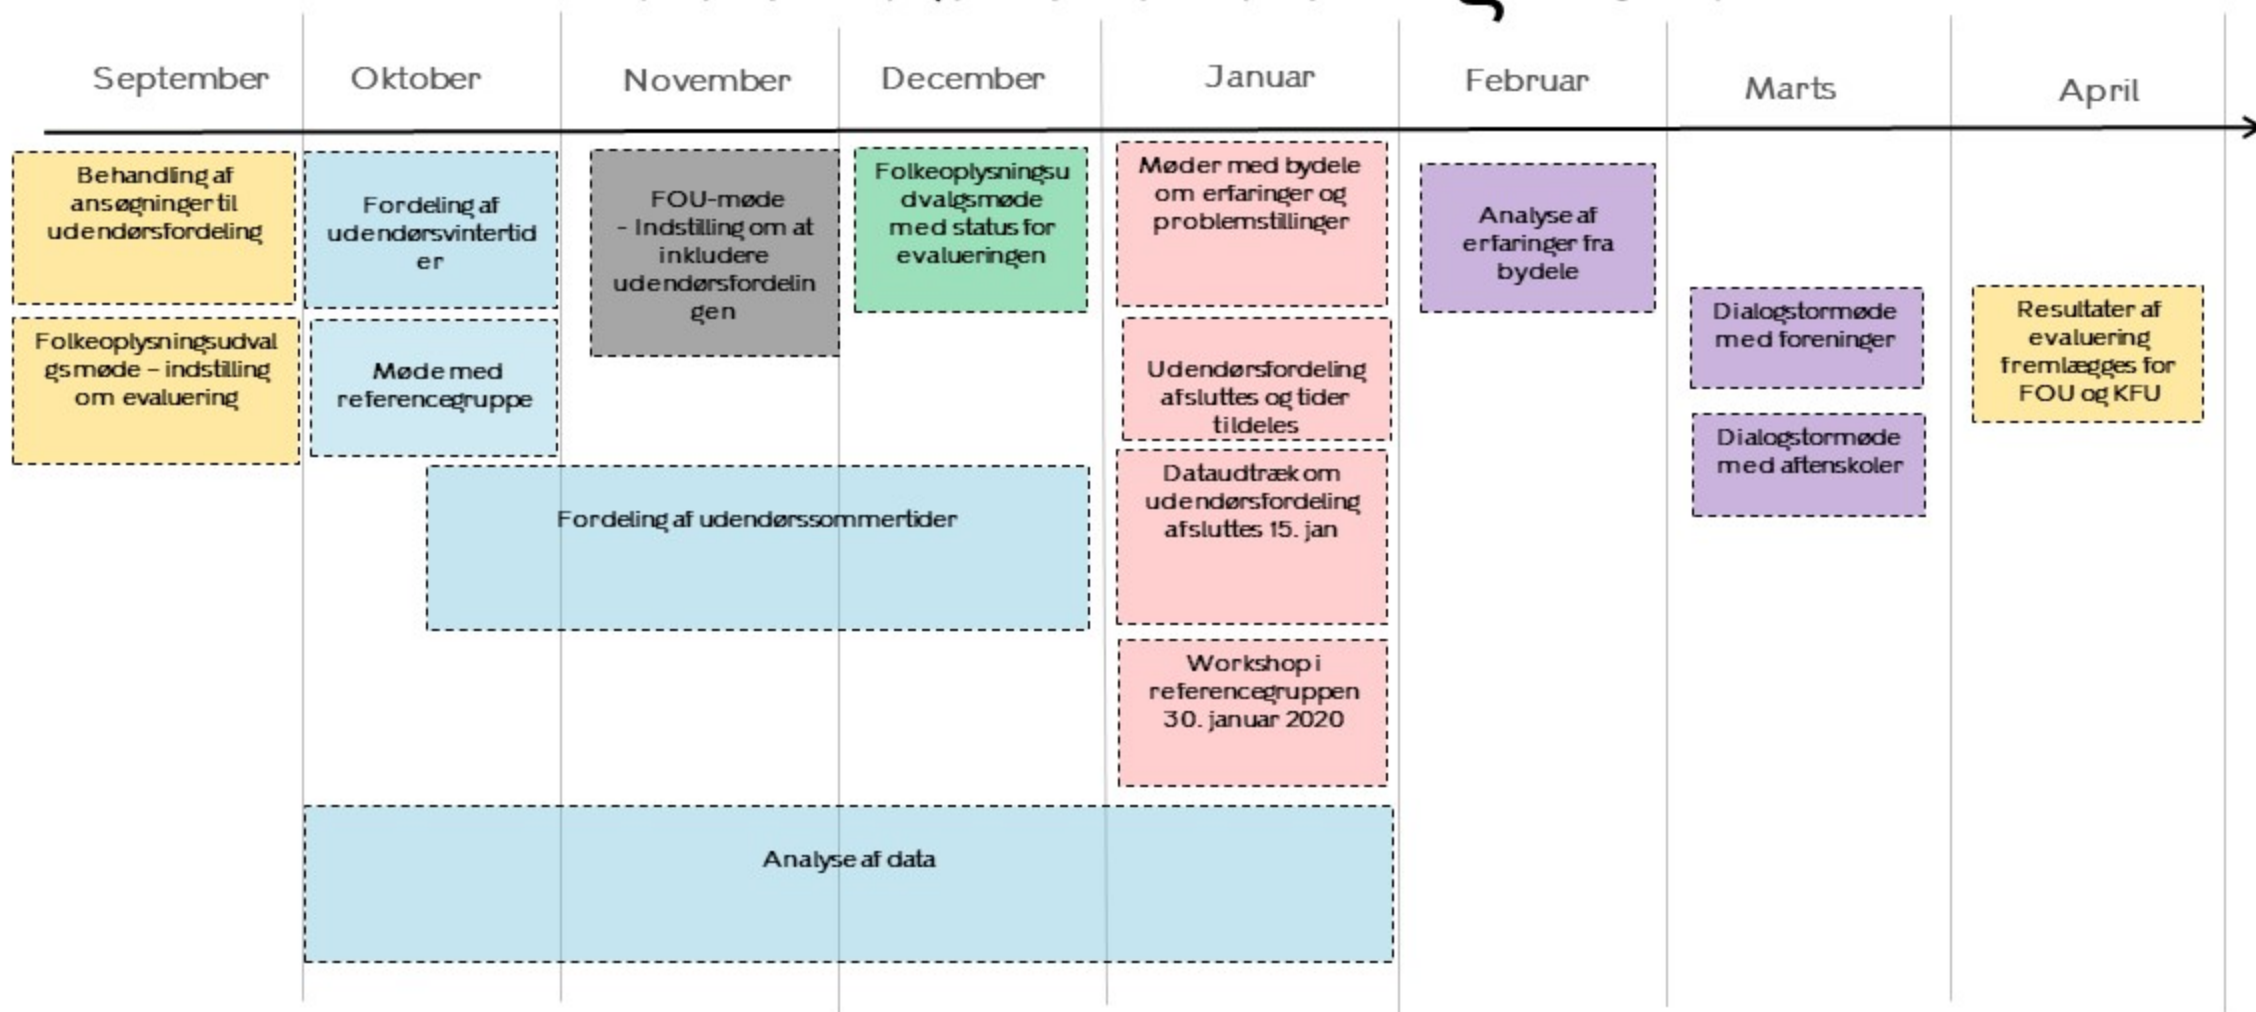 September
Oktober
November
December
Januar
Februar
Marts
April
Behandling af
ansøgninger til
udendørsfordeling
Folkeoplysningsudval
gsmøde – indstilling
om evaluering
Fordeling af
udendørsvintertid
er
Møde med
referencegruppe
FOU-møde
- Indstilling om at
inkludere
udendørsfordelin
gen
Folkeoplysningsu
dvalgsmøde
med status for
evalueringen
Fordeling af udendørssommertider
Møder med bydele
om erfaringer og
problemstillinger
Udendørsfordeling
afsluttes og tider
tildeles
Dataudtræk om
udendørsfordeling
afsluttes 15. jan
Workshop i
referencegruppen
30. januar 2020
Analyse af data
Analyse af
erfaringer fra
bydele
Dialogstormøde
med foreninger
Dialogstormøde
med aftenskoler
Resultater af
evaluering
fremlægges for
FOU og KFU